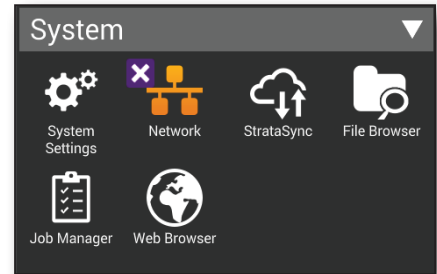 System
System
Settings
Network
StrataSync
File Browser
Job Manager
Web Browser